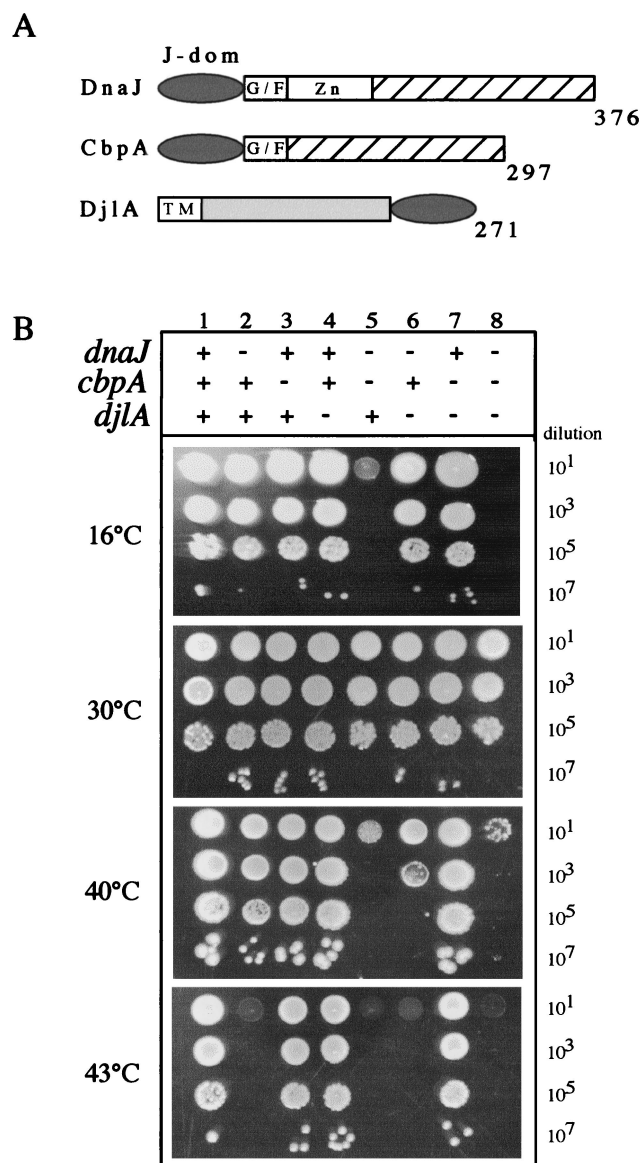 A
J-dom
DnaJ G/F Zn 376
CbpA G/F 297
DjlA TM 271
B
1 2 3 4 5 6 7 8
dnaJ + - + + - - + -
cbpA + + - + - + - -
djlA + + + - + - - -
dilution
16°C
10¹
10³
10⁵
10⁷
30°C
10¹
10³
10⁵
10⁷
40°C
10¹
10³
10⁵
10⁷
43°C
10¹
10³
10⁵
10⁷